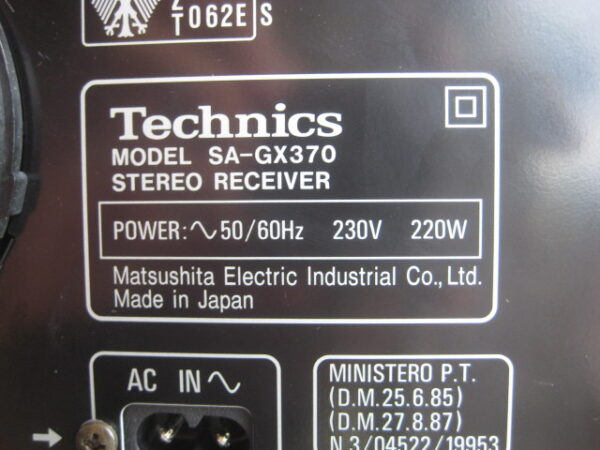 T062E S
Technics
MODEL SA-GX370
STEREO RECEIVER
POWER:∿50/60Hz 230V 220W
Matsushita Electric Industrial Co.,Ltd.
Made in Japan
AC IN∿
MINISTERO P.T.
(D.M.25.6.85)
(D.M.27.8.87)
N.3/04522/19953